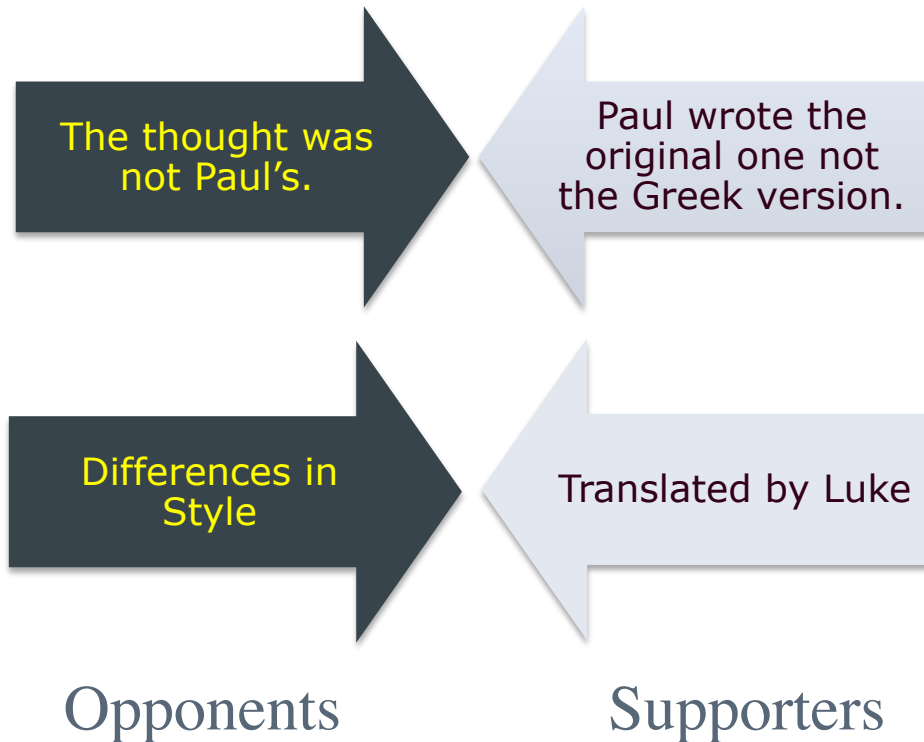 The thought was
not Paul's.
Paul wrote the
original one not
the Greek version.
Differences in
Style
Translated by Luke
Opponents
Supporters